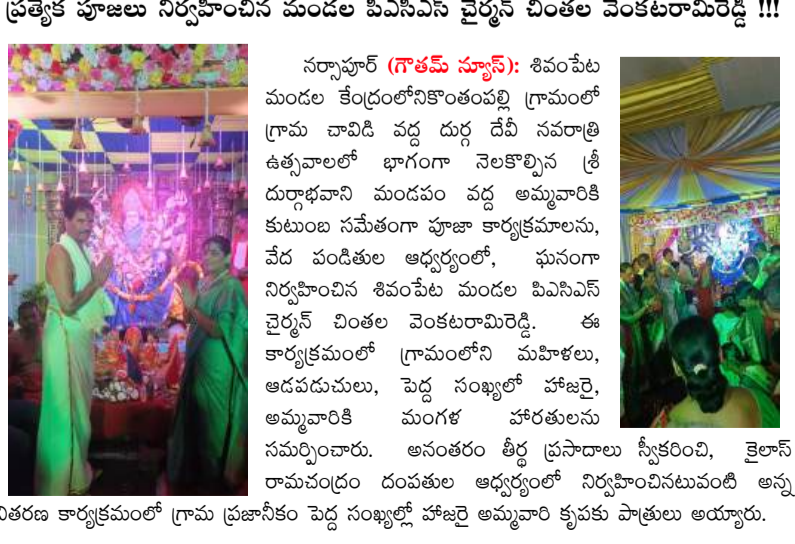 ప్రత్యేక పూజలు నిర్వహించిన మండల పిఎసిఎస్ చైర్మన్ చింతల వెంకటరామిరెడ్డి !!!
నర్సాపూర్ (గౌతమ్ న్యూస్): శివంపేట
మండల కేంద్రంలోనికొంతంపల్లి గ్రామంలో
గ్రామ చావిడి వద్ద దుర్గ దేవీ నవరాత్రి
ఉత్సవాలలో భాగంగా నెలకొల్పిన శ్రీ
దుర్గాభవాని మండపం వద్ద అమ్మవారికి
కుటుంబ సమేతంగా పూజా కార్యక్రమాలను,
వేద పండితుల ఆధ్వర్యంలో, ఘనంగా
నిర్వహించిన శివంపేట మండల పిఎసిఎస్
చైర్మన్ చింతల వెంకటరామిరెడ్డి. ఈ
కార్యక్రమంలో గ్రామంలోని మహిళలు,
ఆడపడుచులు, పెద్ద సంఖ్యలో హాజరై,
అమ్మవారికి మంగళ హారతులను
సమర్పించారు. అనంతరం తీర్థ ప్రసాదాలు స్వీకరించి, కైలాస్
రామచంద్రం దంపతుల ఆధ్వర్యంలో నిర్వహించినటువంటి అన్న
వితరణ కార్యక్రమంలో గ్రామ ప్రజానీకం పెద్ద సంఖ్యల్లో హాజరై అమ్మవారి కృపకు పాత్రులు అయ్యారు.